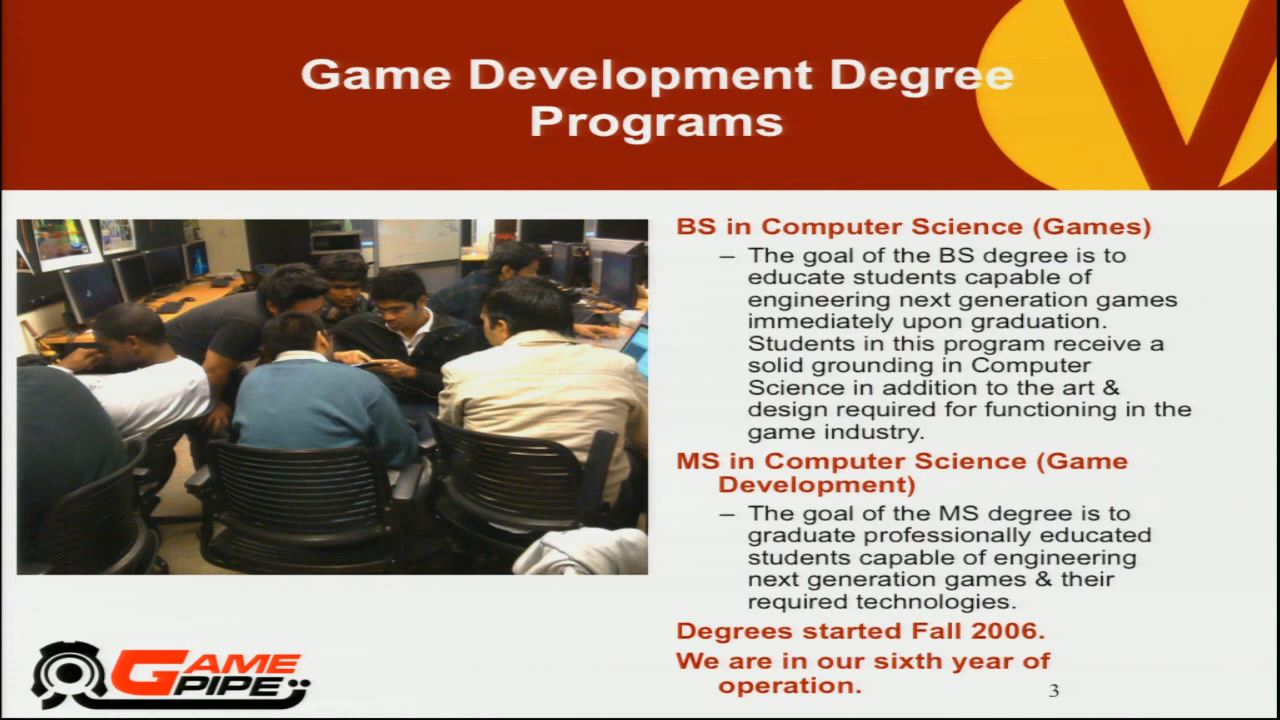 Game Development Degree
Programs
BS in Computer Science (Games)
– The goal of the BS degree is to
educate students capable of
engineering next generation games
immediately upon graduation.
Students in this program receive a
solid grounding in Computer
Science in addition to the art &
design required for functioning in the
game industry.
MS in Computer Science (Game
Development)
– The goal of the MS degree is to
graduate professionally educated
students capable of engineering
next generation games & their
required technologies.
Degrees started Fall 2006.
We are in our sixth year of
operation.
GAME
PIPE
3